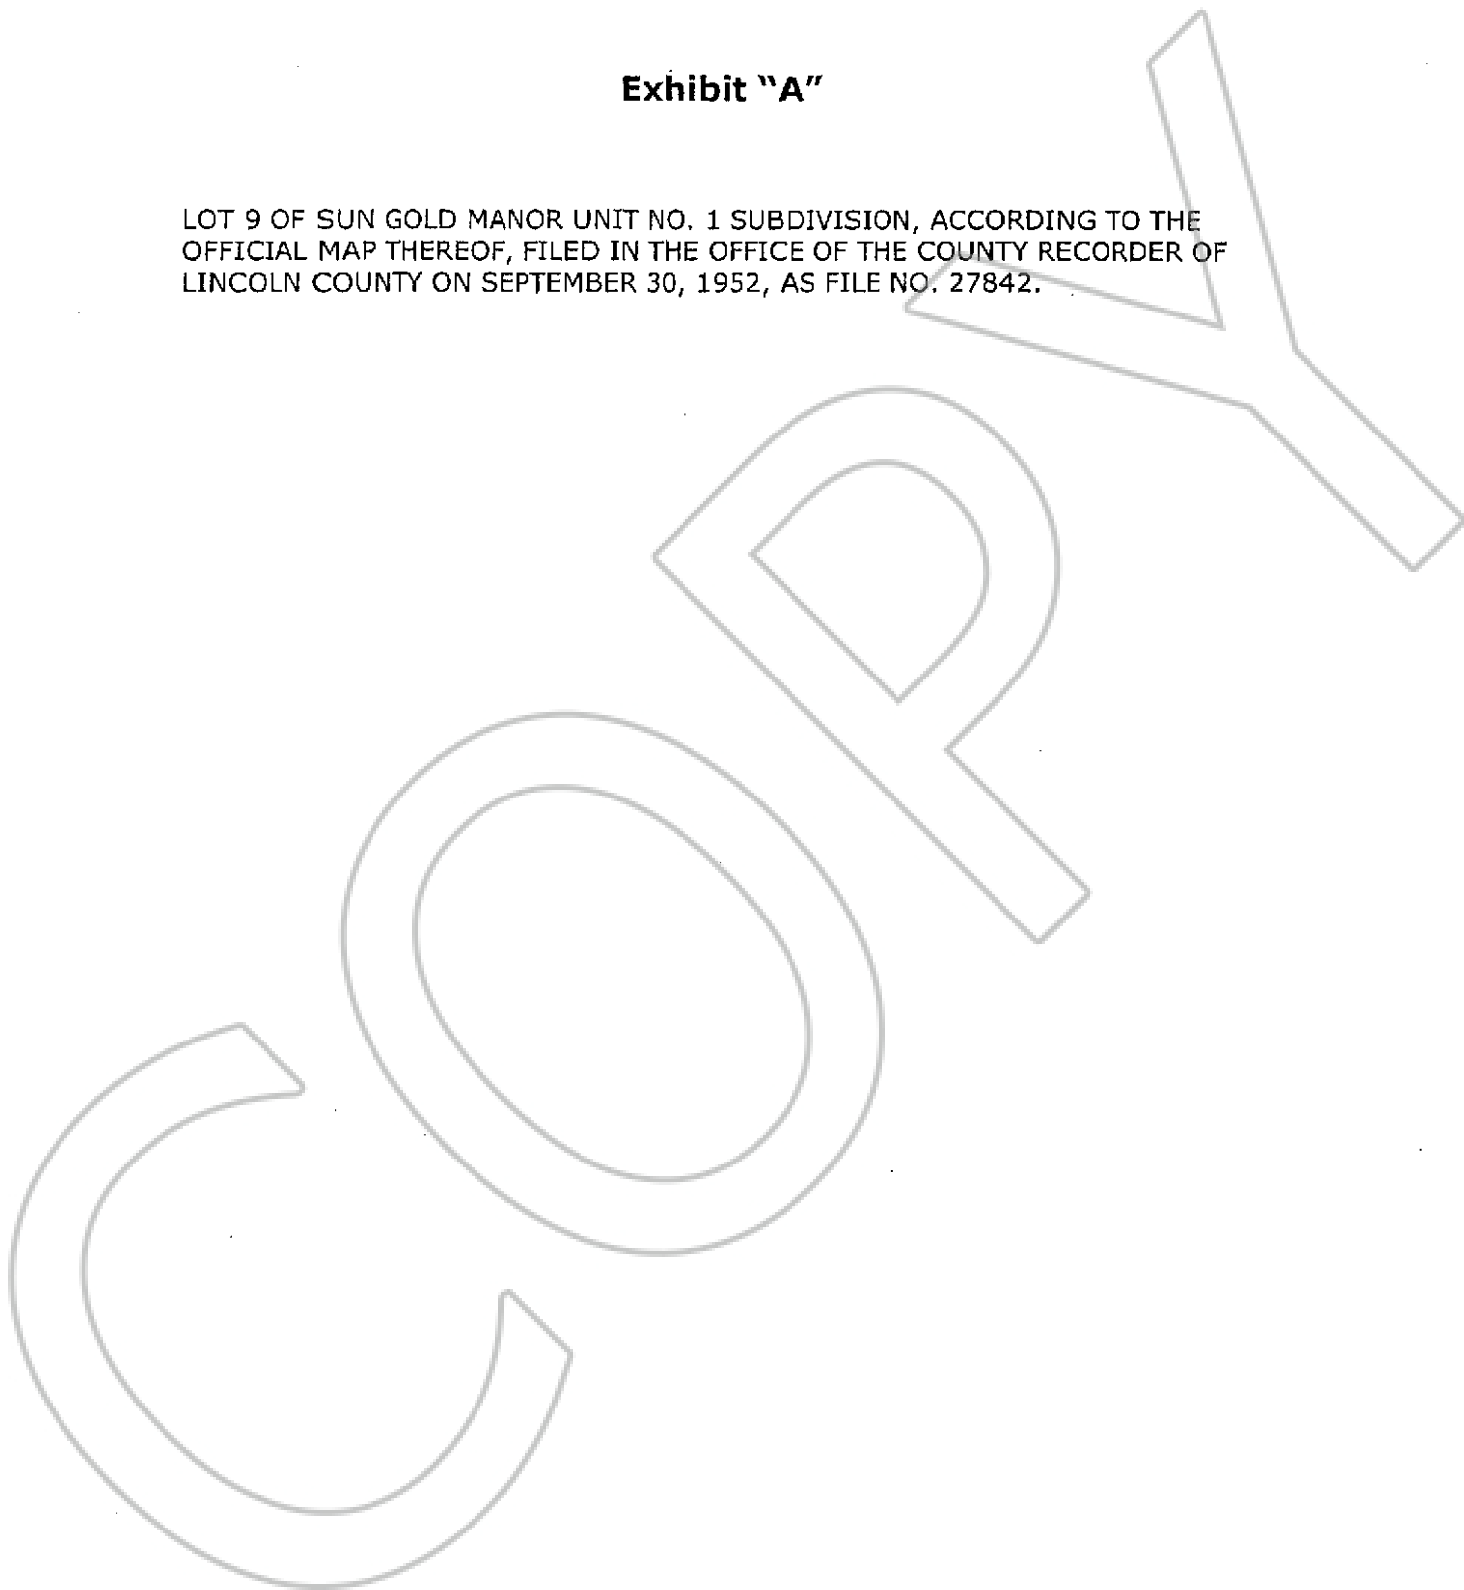 Exhibit “A”
LOT 9 OF SUN GOLD MANOR UNIT NO. 1 SUBDIVISION, ACCORDING TO THE
OFFICIAL MAP THEREOF, FILED IN THE OFFICE OF THE COUNTY RECORDER OF
LINCOLN COUNTY ON SEPTEMBER 30, 1952, AS FILE NO. 27842.
COPY